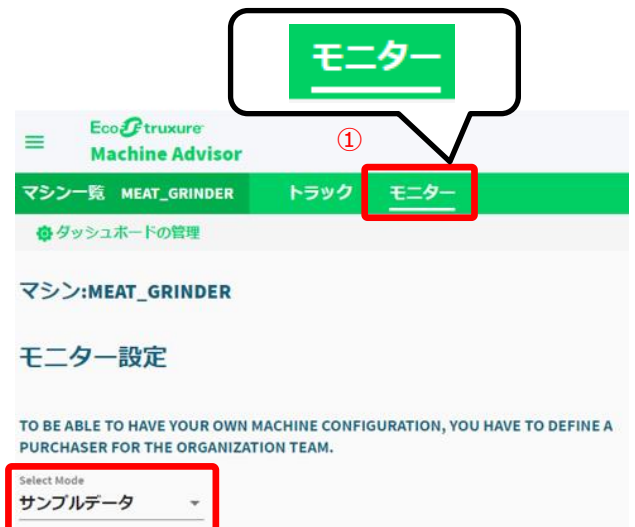 モニター
Eco Struxure
Machine Advisor
①
マシン一覧 MEAT_GRINDER トラック モニター
ダッシュボードの管理
マシン:MEAT_GRINDER
モニター設定
TO BE ABLE TO HAVE YOUR OWN MACHINE CONFIGURATION, YOU HAVE TO DEFINE A
PURCHASER FOR THE ORGANIZATION TEAM.
Select Mode
サンプルデータ